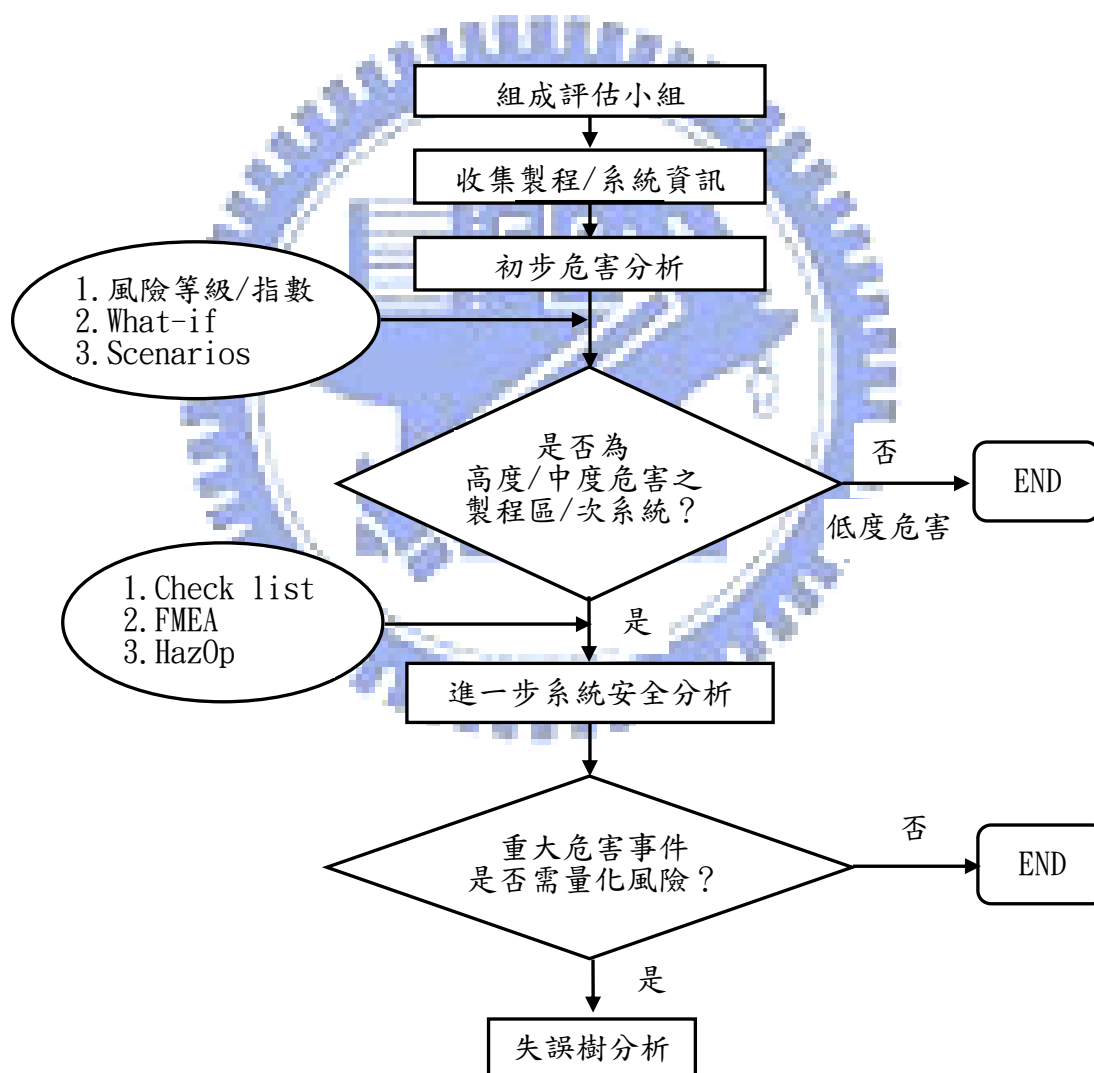 組成評估小組
收集製程/系統資訊
初步危害分析
1.風險等級/指數
2.What-if
3.Scenarios
是否為
高度/中度危害之
製程區/次系統?
否
END
低度危害
1.Check list
2.FMEA
3.HazOp
是
進一步系統安全分析
重大危害事件
是否需量化風險?
否
END
是
失誤樹分析